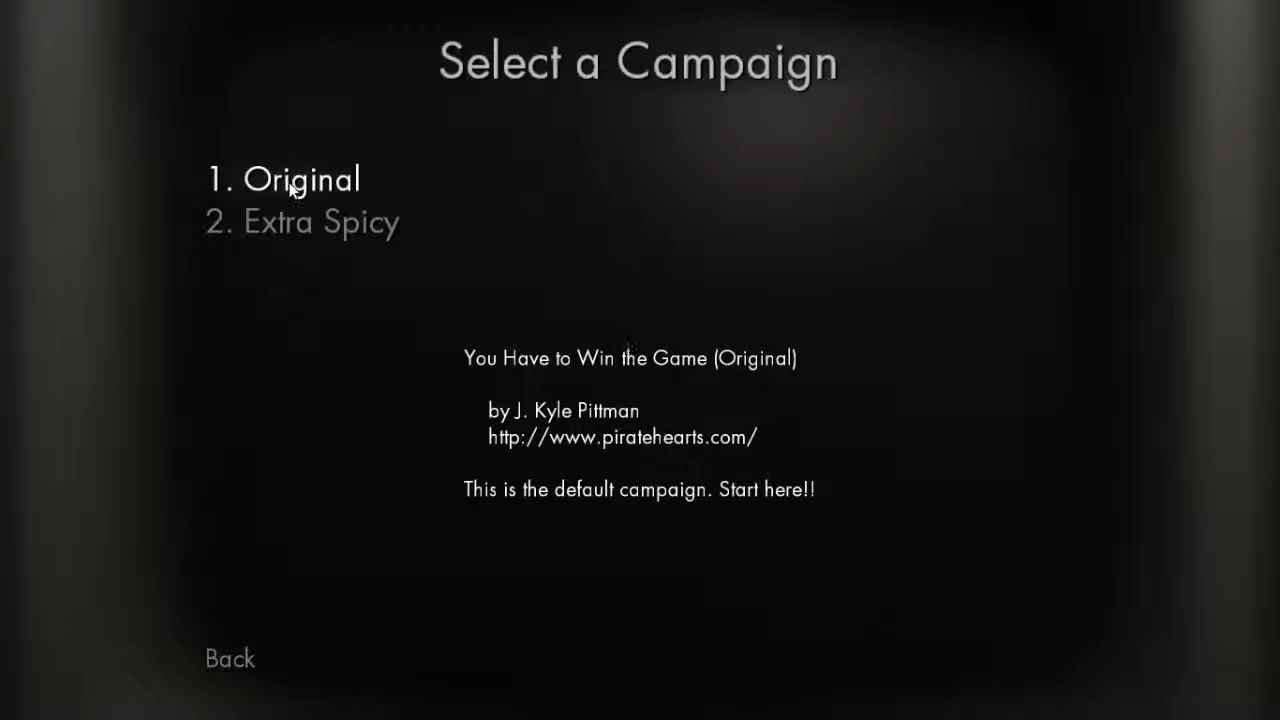 Select a Campaign
1. Original
2. Extra Spicy
You Have to Win the Game (Original)
by J. Kyle Pittman
http://www.piratehearts.com/
This is the default campaign. Start here!!
Back